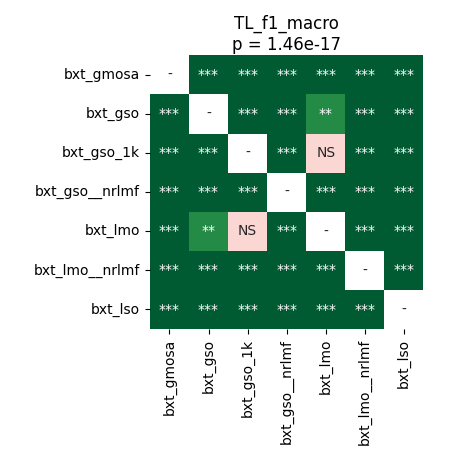 TL_f1_macro
p = 1.46e-17
bxt_gmosa - *** *** *** *** *** ***
bxt_gso *** - *** *** ** *** ***
bxt_gso_1k *** *** - *** NS *** ***
bxt_gso__nrlmf *** *** *** - *** *** ***
bxt_lmo *** ** NS *** - *** ***
bxt_lmo__nrlmf *** *** *** *** *** - ***
bxt_lso *** *** *** *** *** *** -
bxt_gmosa
bxt_gso
bxt_gso_1k
bxt_gso__nrlmf
bxt_lmo
bxt_lmo__nrlmf
bxt_lso